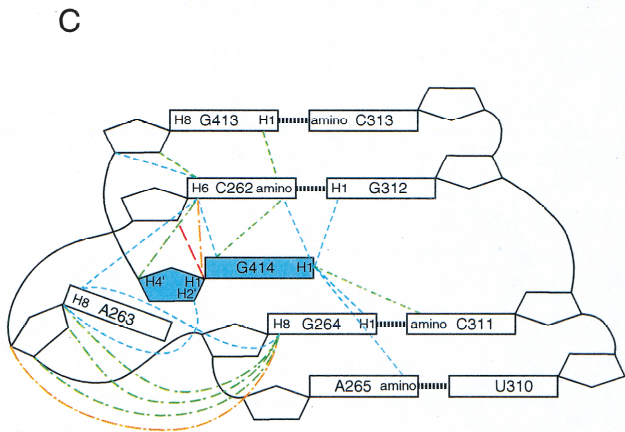 C
H8 G413 H1 amino C313
H6 C262 amino H1 G312
H4' H1' H2' G414 H1
H8 A263
H8 G264 H1 amino C311
A265 amino U310